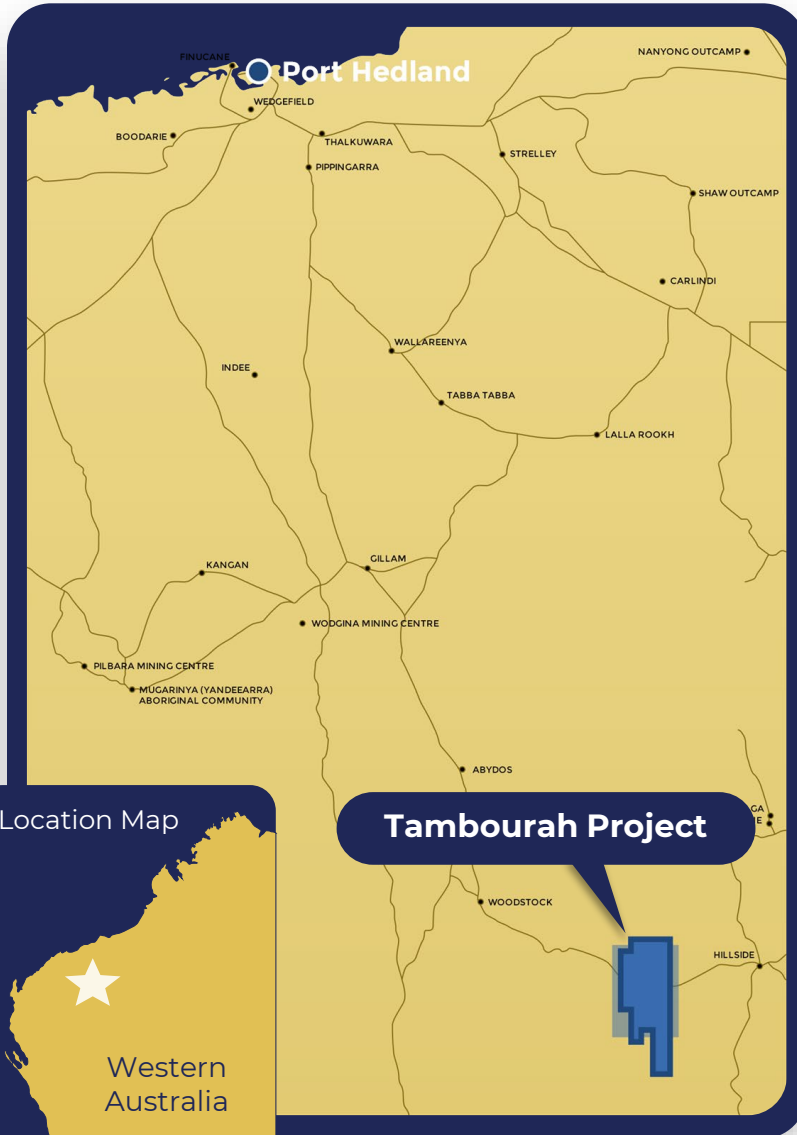 FINUCANE
Port Hedland
NANYONG OUTCAMP
WEDGEFIELD
BOODARIE
THALKUWARA
STRELLEY
PIPPINGARRA
SHAW OUTCAMP
CARLINDI
WALLAREENYA
INDEE
TABBA TABBA
LALLA ROOKH
GILLAM
KANGAN
WODGINA MINING CENTRE
PILBARA MINING CENTRE
MUGARINYA (YANDEEARRA)
ABORIGINAL COMMUNITY
ABYDOS
Tambourah Project
Location Map
WOODSTOCK
HILLSIDE
Western
Australia